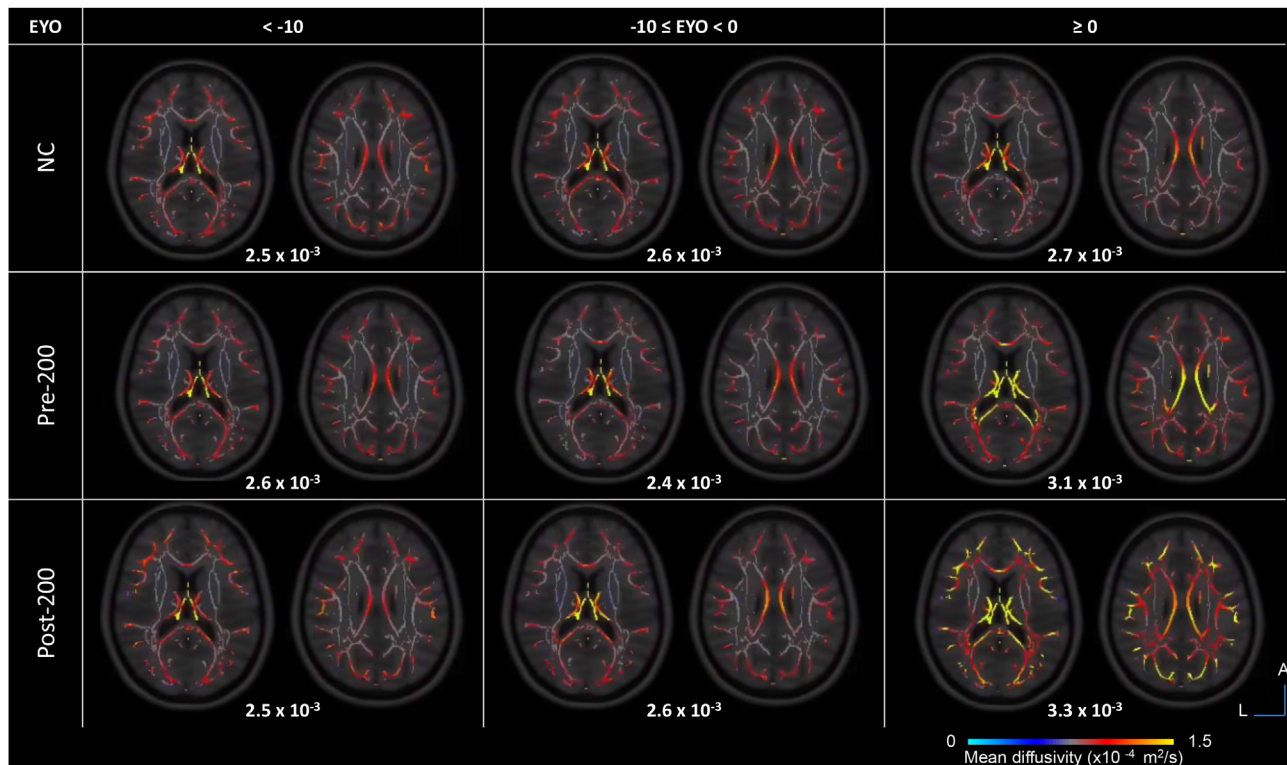 EYO < -10 -10 ≤ EYO < 0 ≥ 0
NC
2.5 x 10⁻³ 2.6 x 10⁻³ 2.7 x 10⁻³
Pre-200
2.6 x 10⁻³ 2.4 x 10⁻³ 3.1 x 10⁻³
Post-200
2.5 x 10⁻³ 2.6 x 10⁻³ 3.3 x 10⁻³
A
L
0 1.5
Mean diffusivity (x10 ⁻⁴ m²/s)